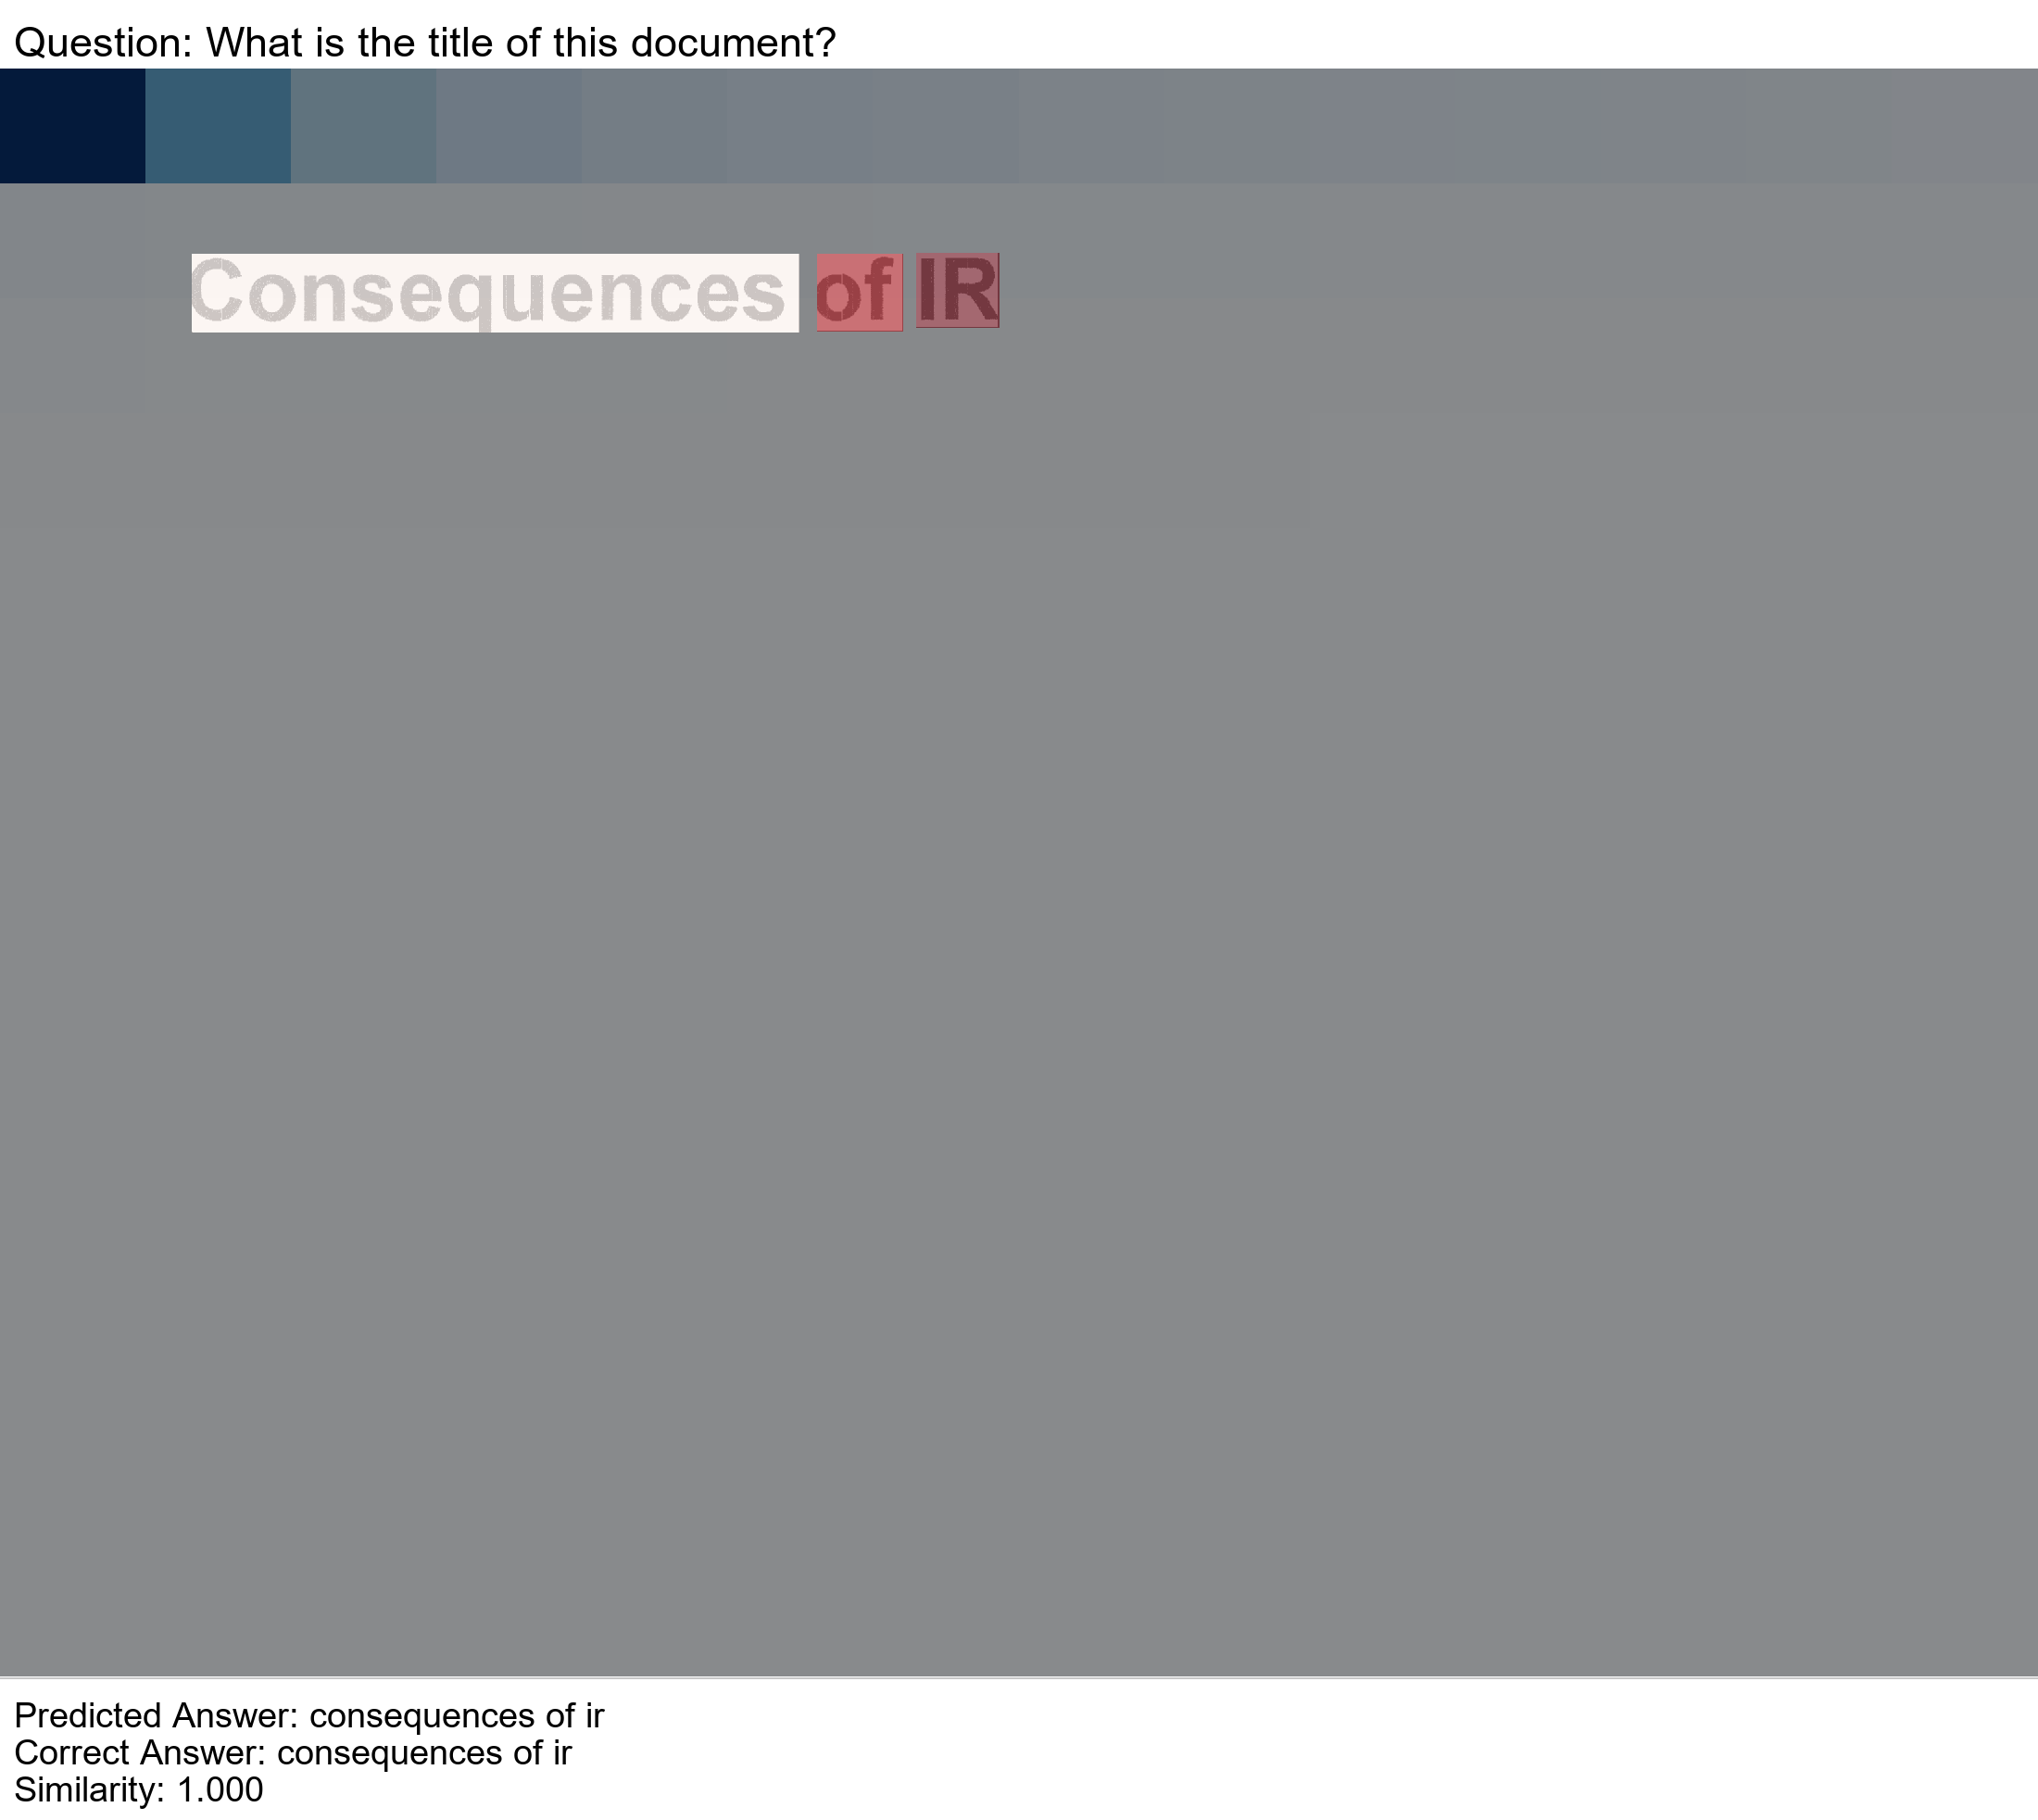 Question: What is the title of this document?
Consequences of IR
Predicted Answer: consequences of ir
Correct Answer: consequences of ir
Similarity: 1.000